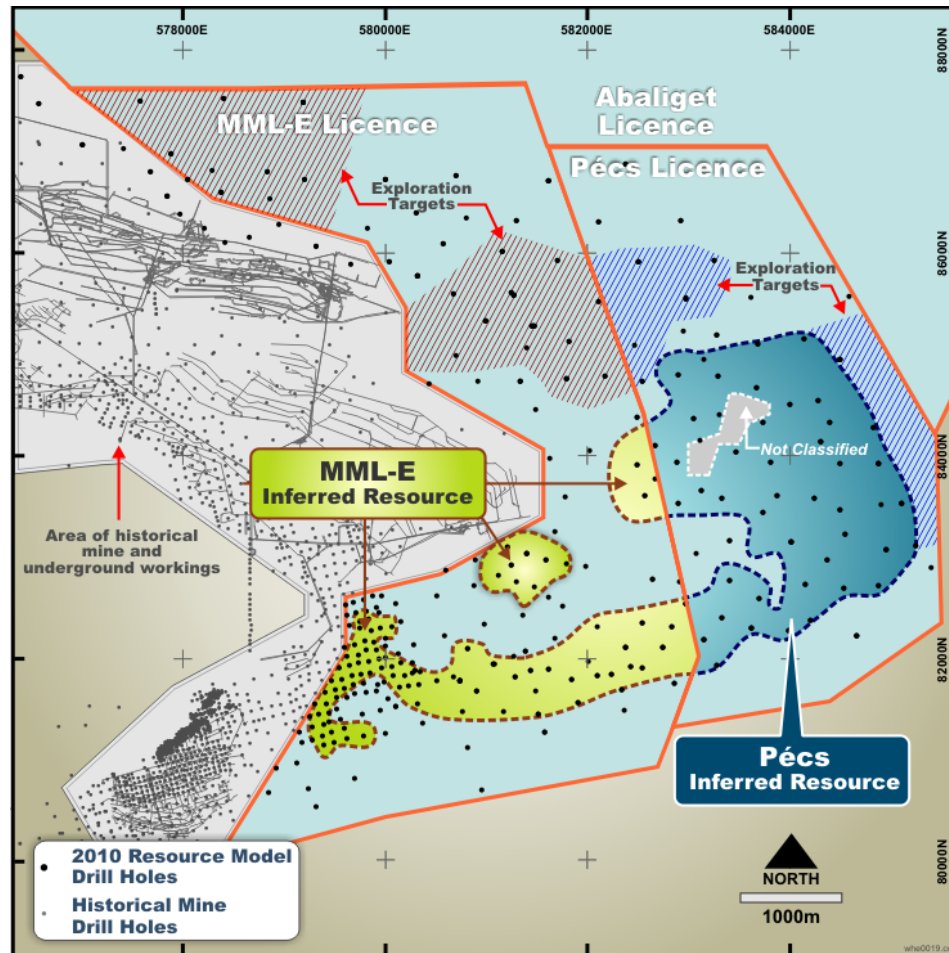 578000E
580000E
582000E
584000E
88000N
MML-E Licence
Abaliget
Licence
Pécs Licence
Exploration
Targets
86000N
Exploration
Targets
Not Classified
84000N
MML-E
Inferred Resource
Area of historical
mine and
underground workings
82000N
Pécs
Inferred Resource
2010 Resource Model
Drill Holes
Historical Mine
Drill Holes
NORTH
1000m
80000N